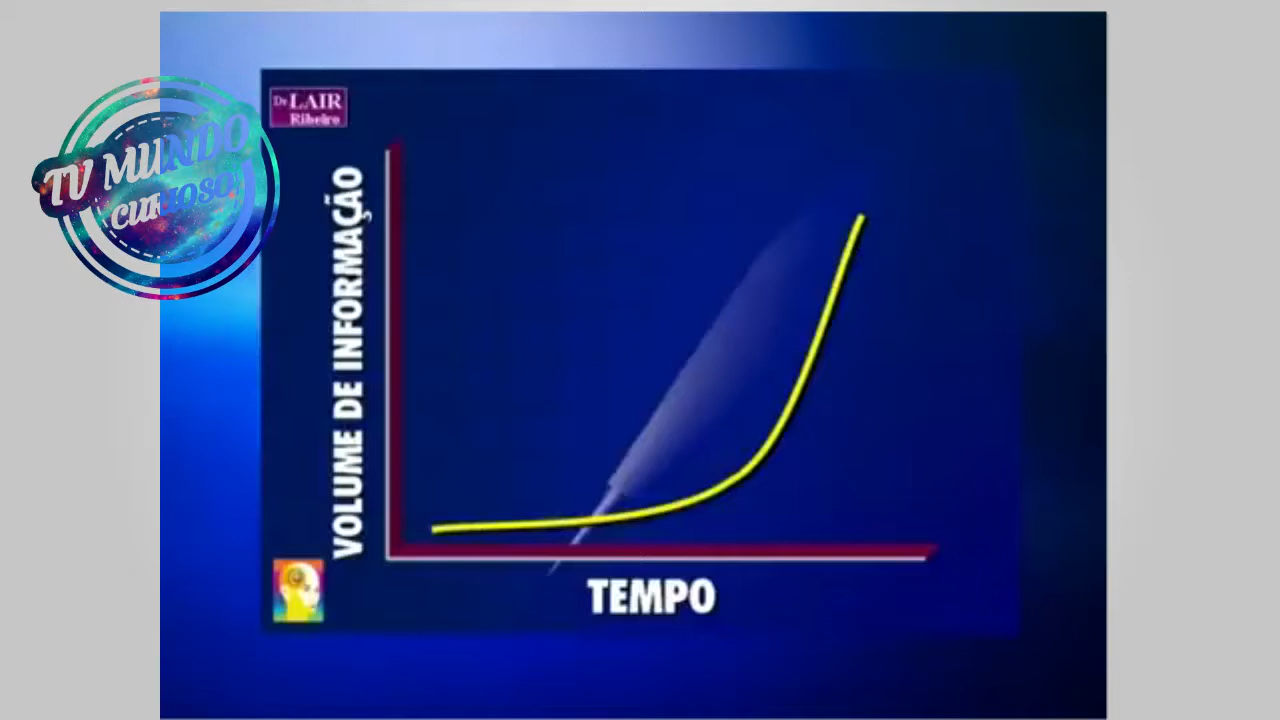 Dr. LAIR
Ribeiro
TV MUNDO
CURIOSO
VOLUME DE INFORMAÇÃO
TEMPO